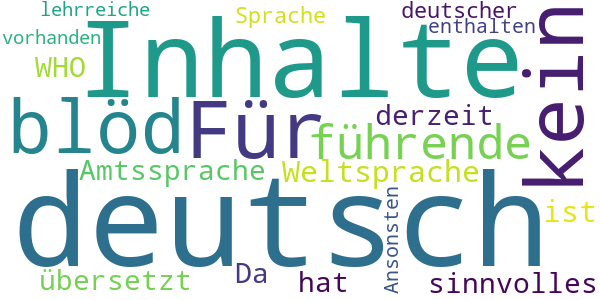 lehrreiche
Sprache
deutscher
vorhanden
Inhalte
enthalten
kein
WHO
blöd
Für
derzeit
führende
Amtssprache
Weltsprache
deutsch
Ansonsten
ist
übersetzt
Da
hat
sinnvolles